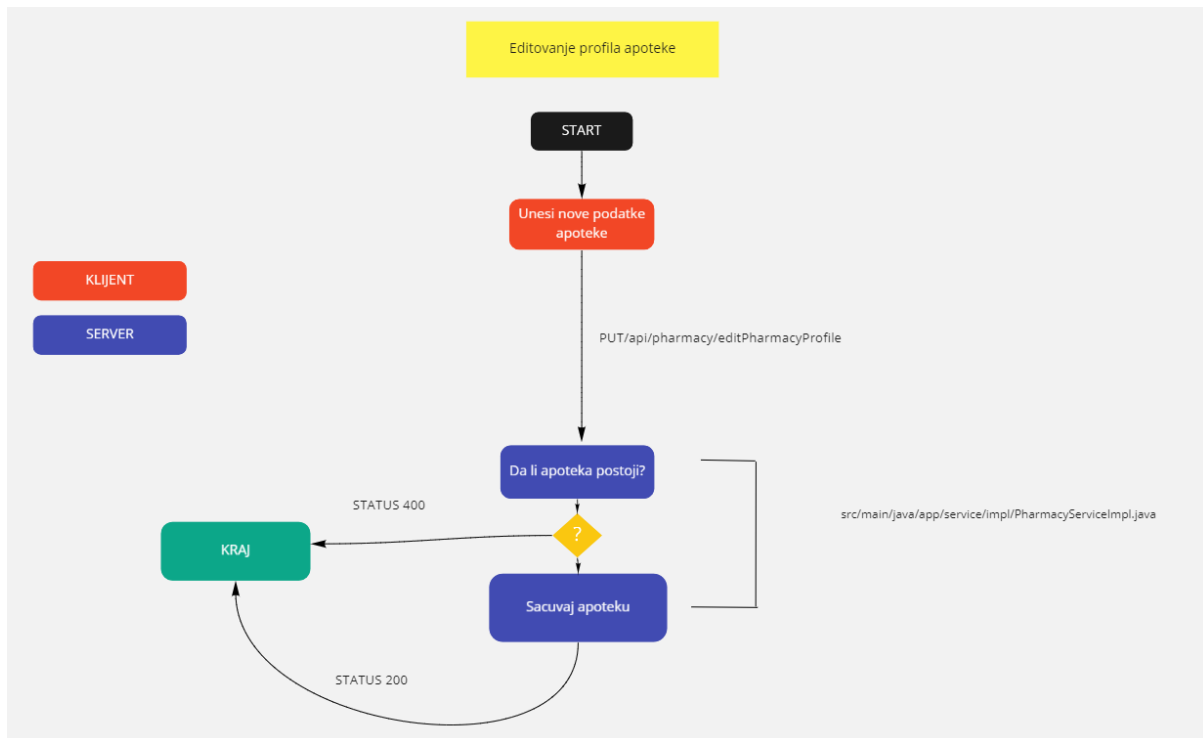 Editovanje profila apoteke
START
Unesi nove podatke
apoteke
KLIJENT
SERVER
PUT/api/pharmacy/editPharmacyProfile
Da li apoteka postoji?
STATUS 400
src/main/java/app/service/impl/PharmacyServiceImpl.java
?
KRAJ
Sacuvaj apoteku
STATUS 200